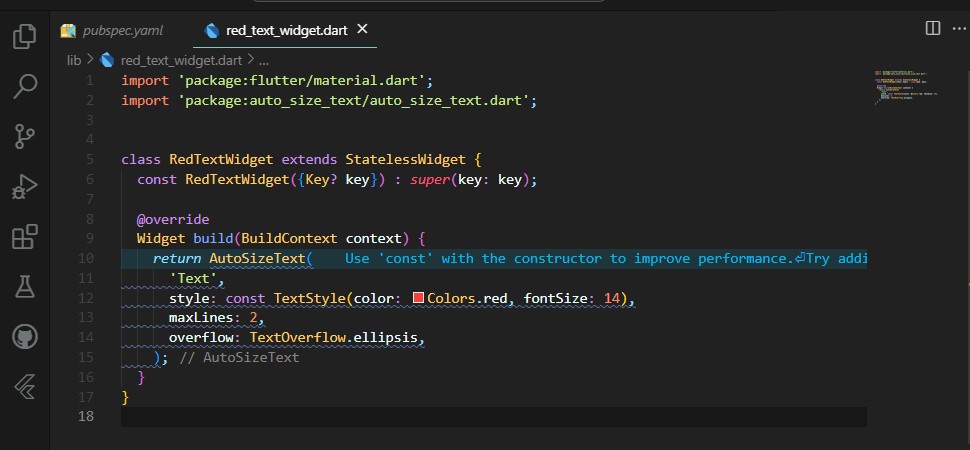 pubspec.yaml
red_text_widget.dart
lib > red_text_widget.dart > ...
1 import 'package:flutter/material.dart';
2 import 'package:auto_size_text/auto_size_text.dart';
3
4
5 class RedTextWidget extends StatelessWidget {
6 const RedTextWidget({Key? key}) : super(key: key);
7
8 @override
9 Widget build(BuildContext context) {
10 return AutoSizeText( Use 'const' with the constructor to improve performance.⏎Try addi
11 'Text',
12 style: const TextStyle(color: Colors.red, fontSize: 14),
13 maxLines: 2,
14 overflow: TextOverflow.ellipsis,
15 ); // AutoSizeText
16 }
17 }
18